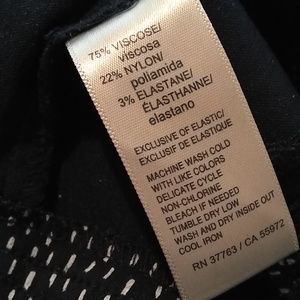 75% VISCOSE/
viscosa
22% NYLON/
poliamida
3% ELASTANE/
ÉLASTHANNE/
elastano
EXCLUSIVE OF ELASTIC/
EXCLUSIF DE ELASTIQUE
MACHINE WASH COLD
WITH LIKE COLORS
DELICATE CYCLE
NON-CHLORINE
BLEACH IF NEEDED
TUMBLE DRY LOW
WASH AND DRY INSIDE OUT
COOL IRON
RN 37763 / CA 55972